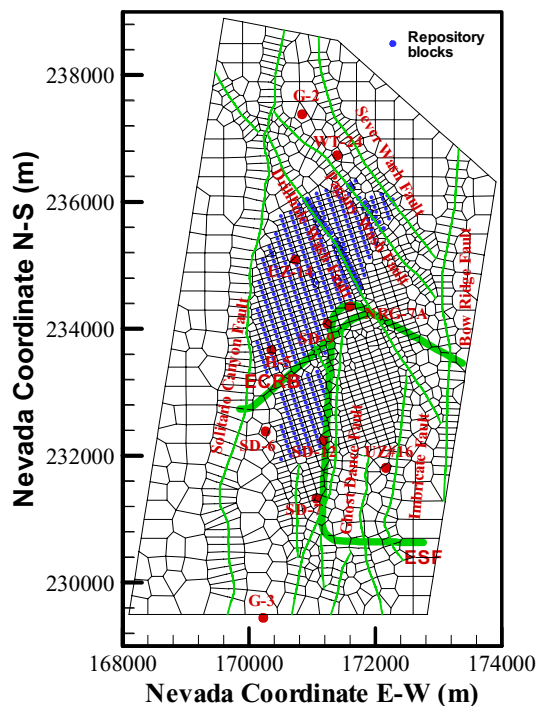 Repository
blocks
238000
236000
234000
232000
230000
Nevada Coordinate N-S (m)
G-2
WT-24
Sever Wash Fault
Pagany Wash Fault
Drillhole Wash Fault
UZ-14
Bow Ridge Fault
NRG-7A
SD-9
Solitario Canyon Fault
H-5
ECRB
SD-6
SD-12
UZ#16
Ghost Dance Fault
Imbricate Fault
SD-7
ESF
G-3
168000
170000
172000
174000
Nevada Coordinate E-W (m)